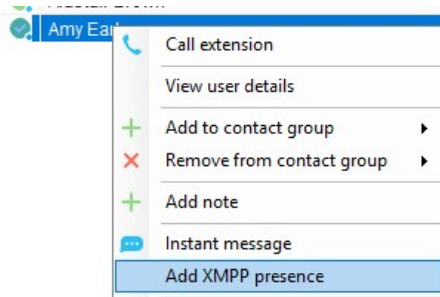 Amy
Call extension
View user details
Add to contact group
Remove from contact group
Add note
Instant message
Add XMPP presence